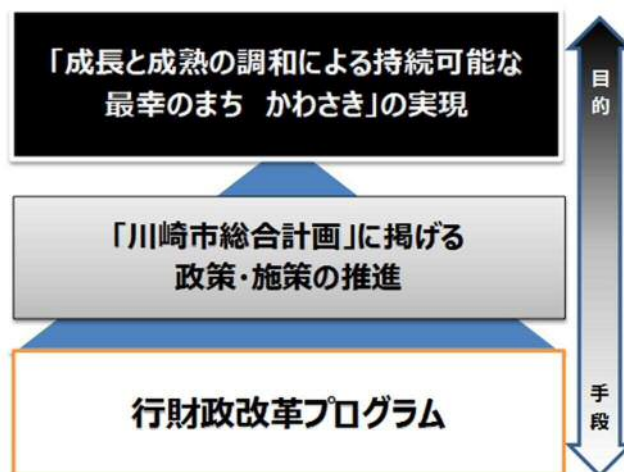 「成長と成熟の調和による持続可能な
最幸のまち　かわさき」の実現
「川崎市総合計画」に掲げる
政策・施策の推進
行財政改革プログラム
目的
手段